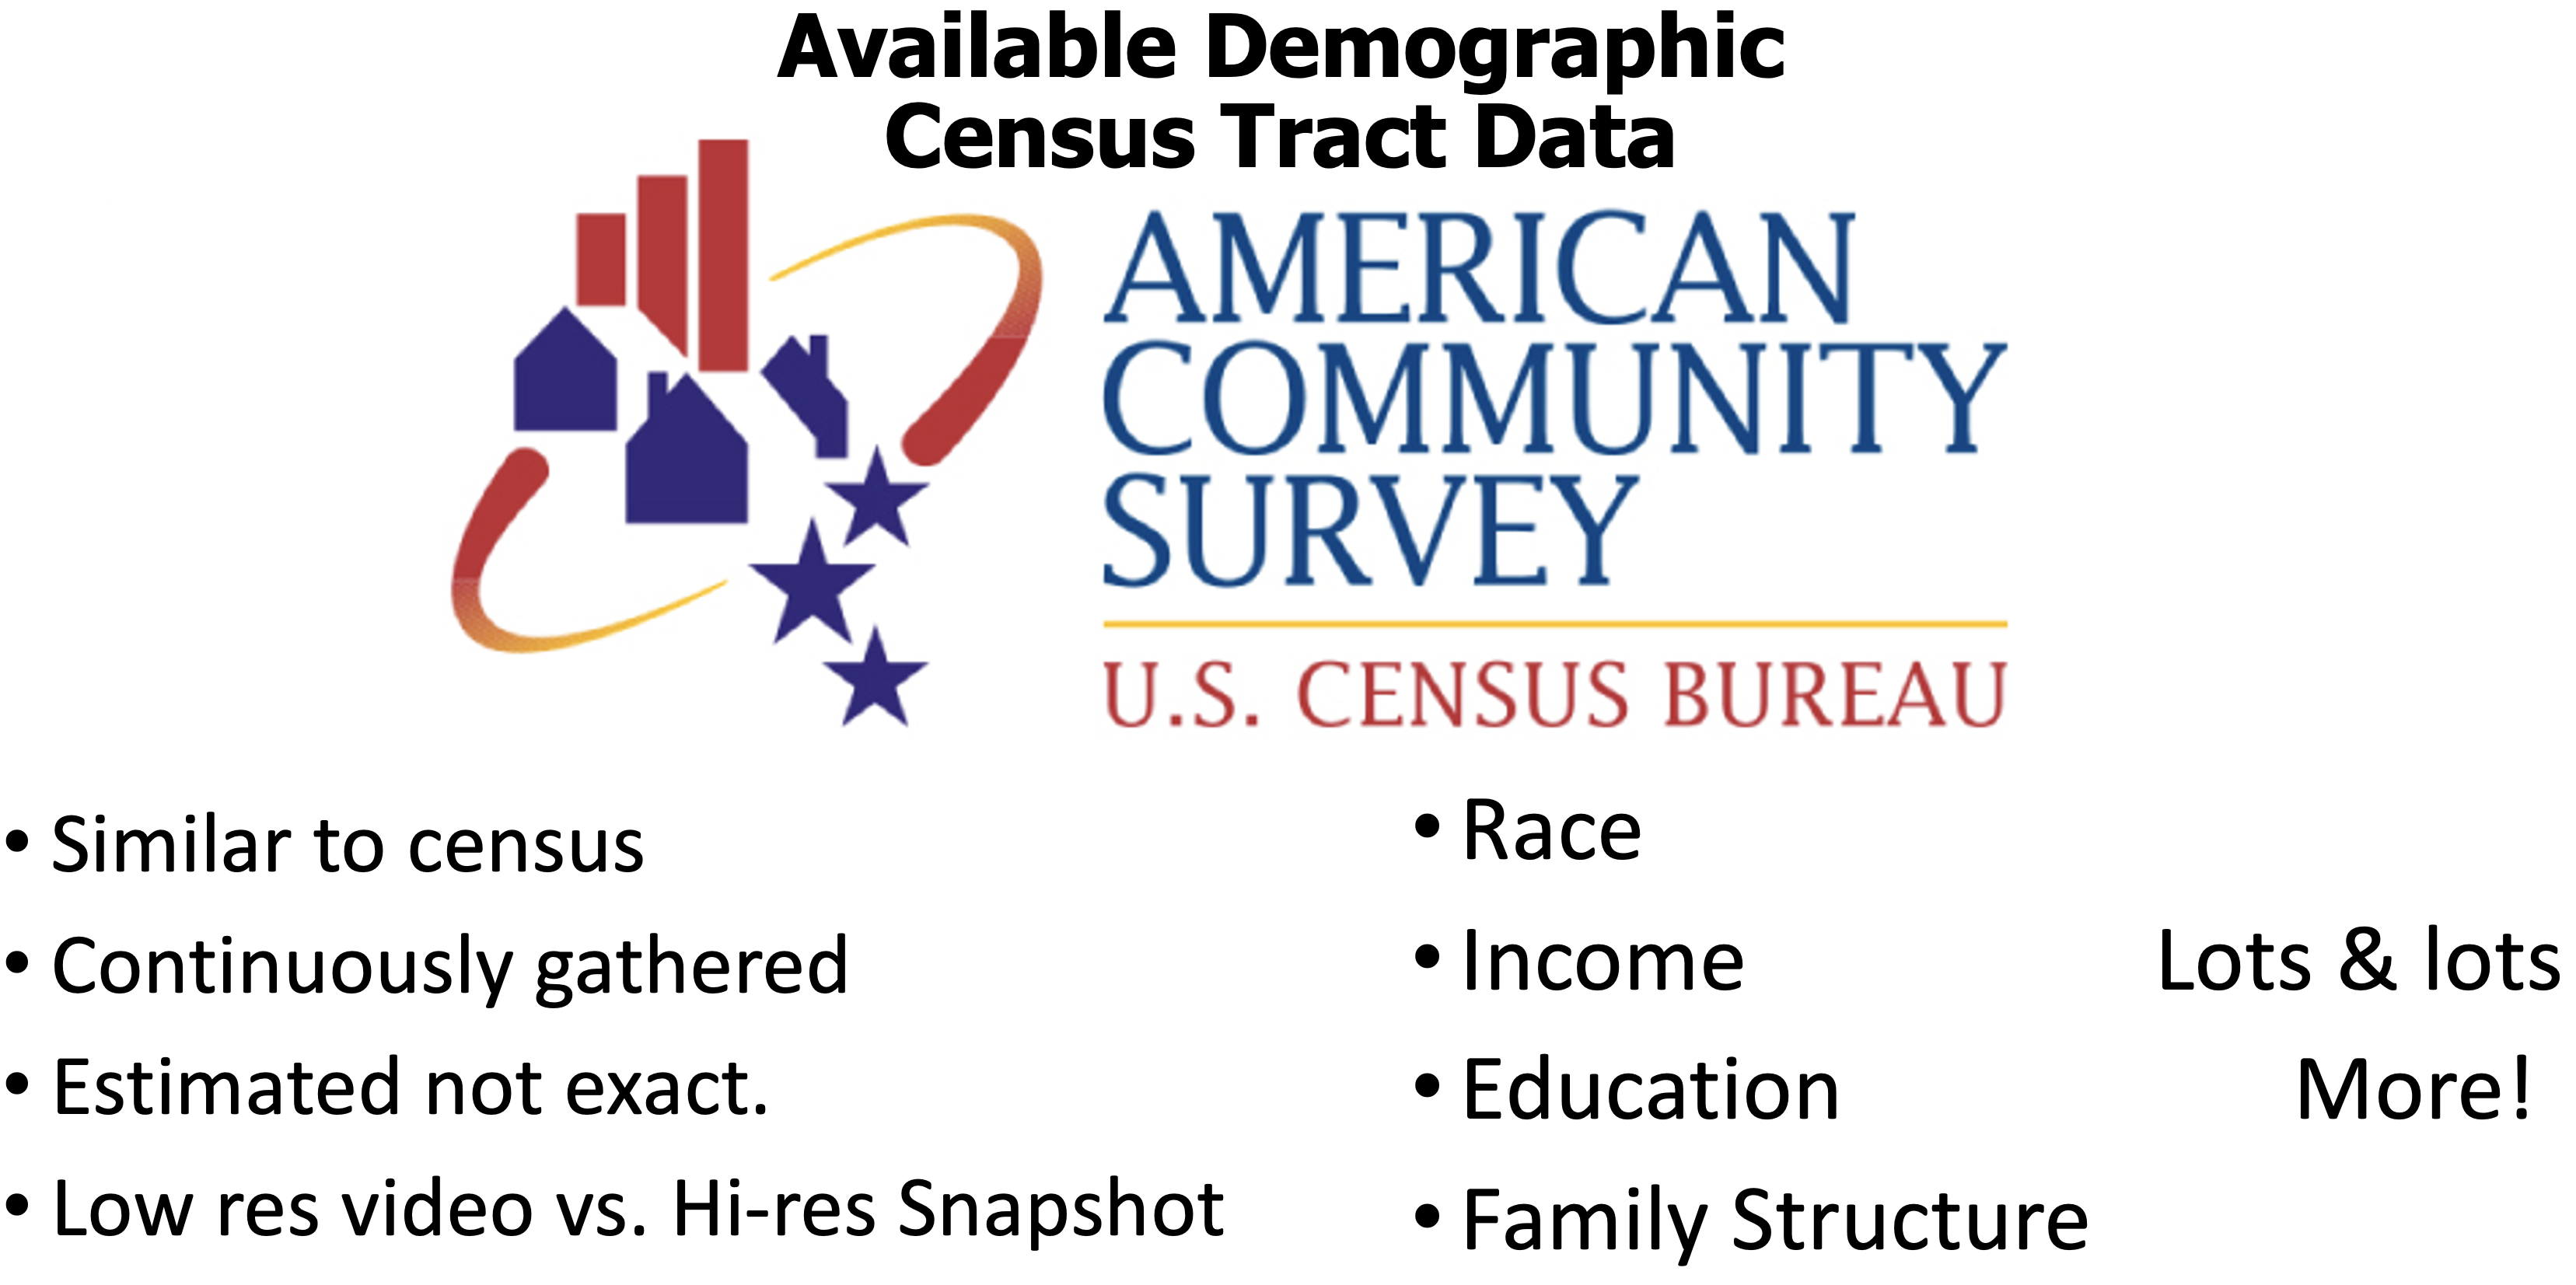 Available Demographic
Census Tract Data
AMERICAN
COMMUNITY
SURVEY
U.S. CENSUS BUREAU
• Similar to census
• Continuously gathered
• Estimated not exact.
• Low res video vs. Hi-res Snapshot
• Race
• Income
• Education
• Family Structure
Lots & lots
More!